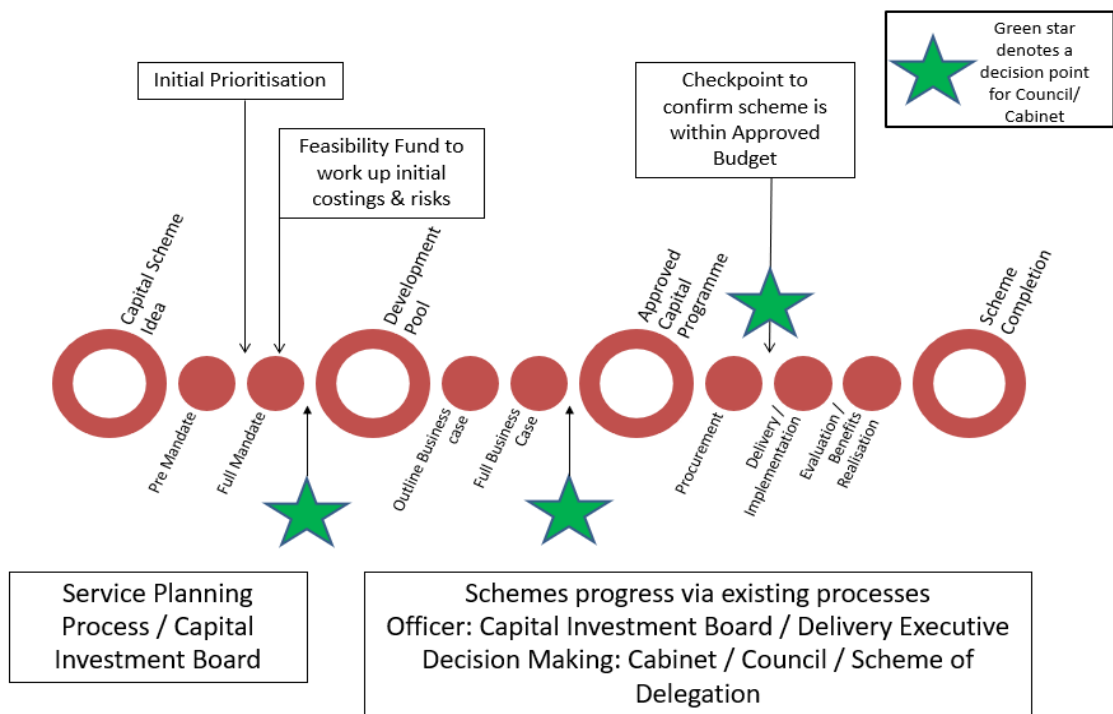 Green star
denotes a
decision point
for Council/
Cabinet
Initial Prioritisation
Checkpoint to
confirm scheme is
within Approved
Budget
Feasibility Fund to
work up initial
costings & risks
Capital Scheme
Idea
Development
Pool
Approved
Capital
Programme
Scheme
Completion
Pre Mandate
Full Mandate
Outline Business
case
Full Business
Case
Procurement
Delivery /
Implementation
Evaluation /
Benefits
Realisation
Service Planning
Process / Capital
Investment Board
Schemes progress via existing processes
Officer: Capital Investment Board / Delivery Executive
Decision Making: Cabinet / Council / Scheme of
Delegation